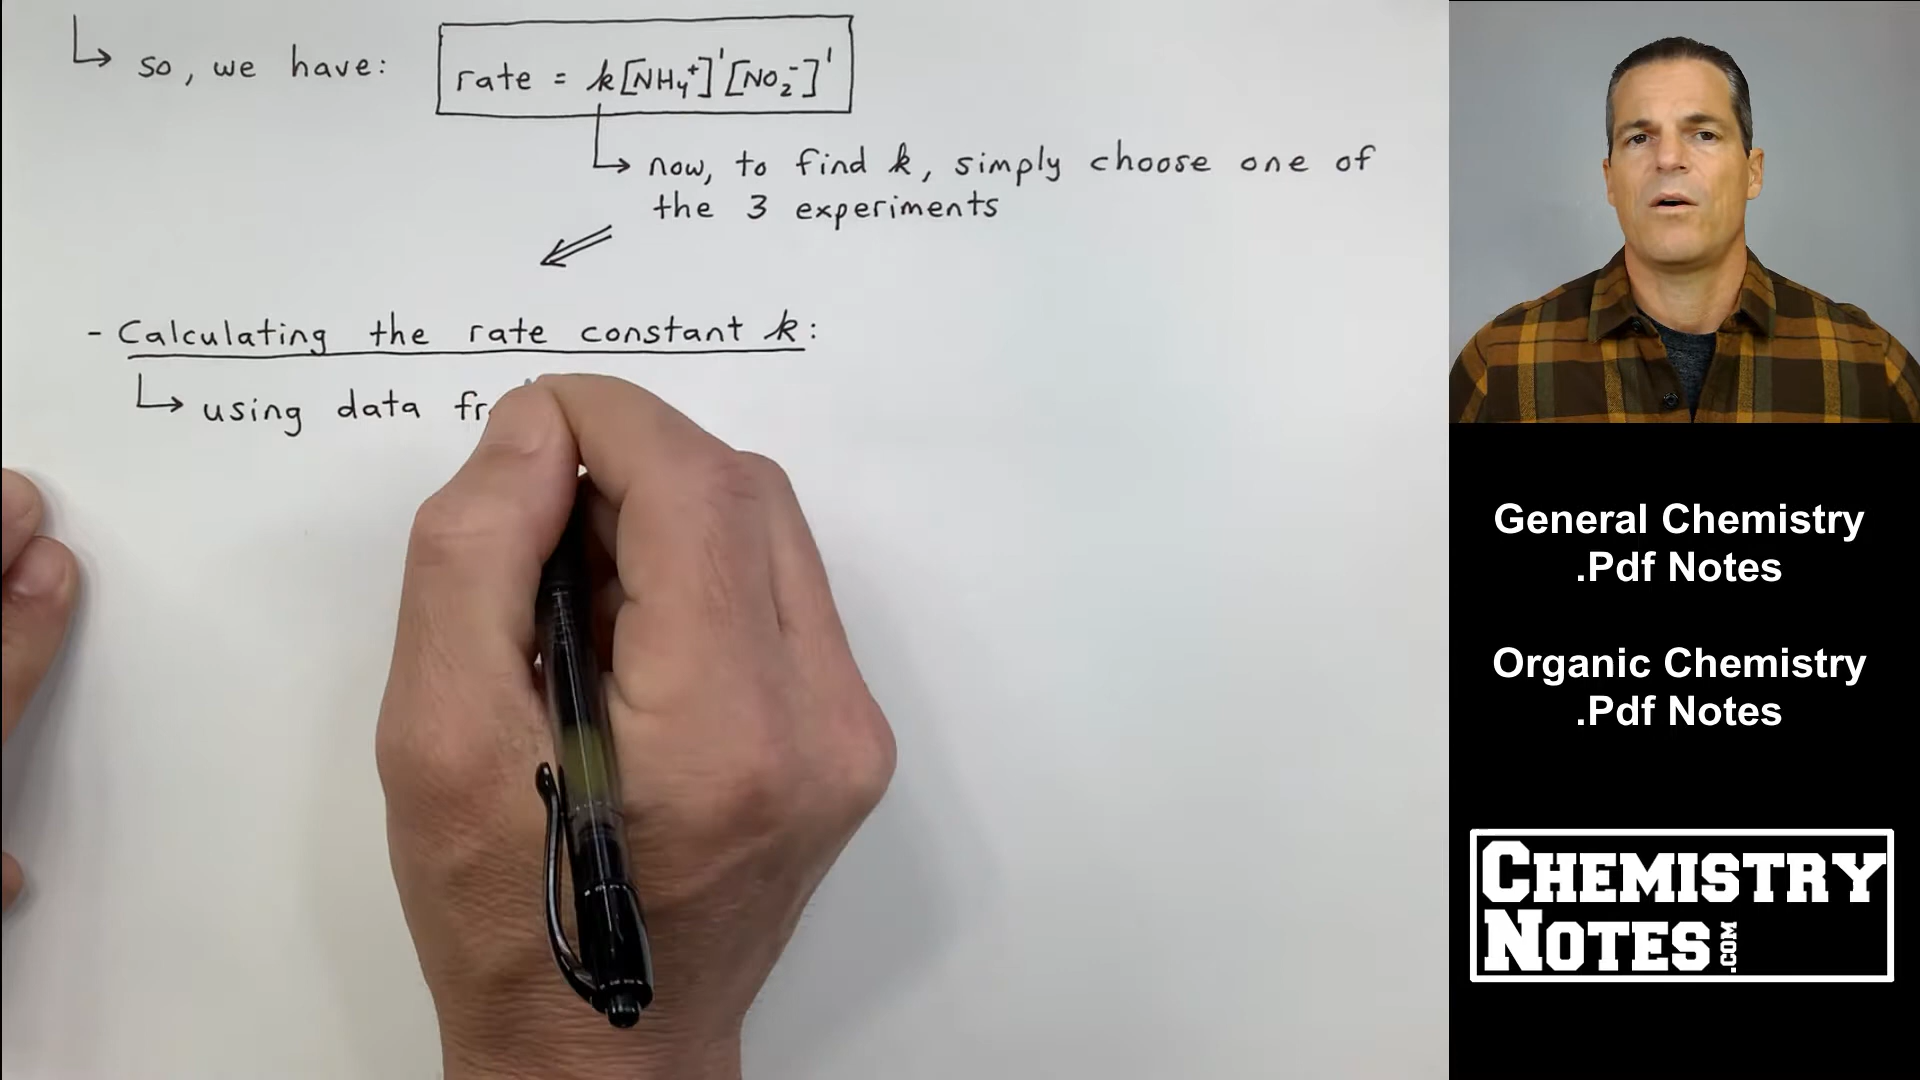 so, we have:
rate = k[NH₄⁺]¹[NO₂⁻]¹
now, to find k, simply choose one of
the 3 experiments
- Calculating the rate constant k:
using data
General Chemistry
.Pdf Notes
Organic Chemistry
.Pdf Notes
CHEMISTRY
NOTES.COM